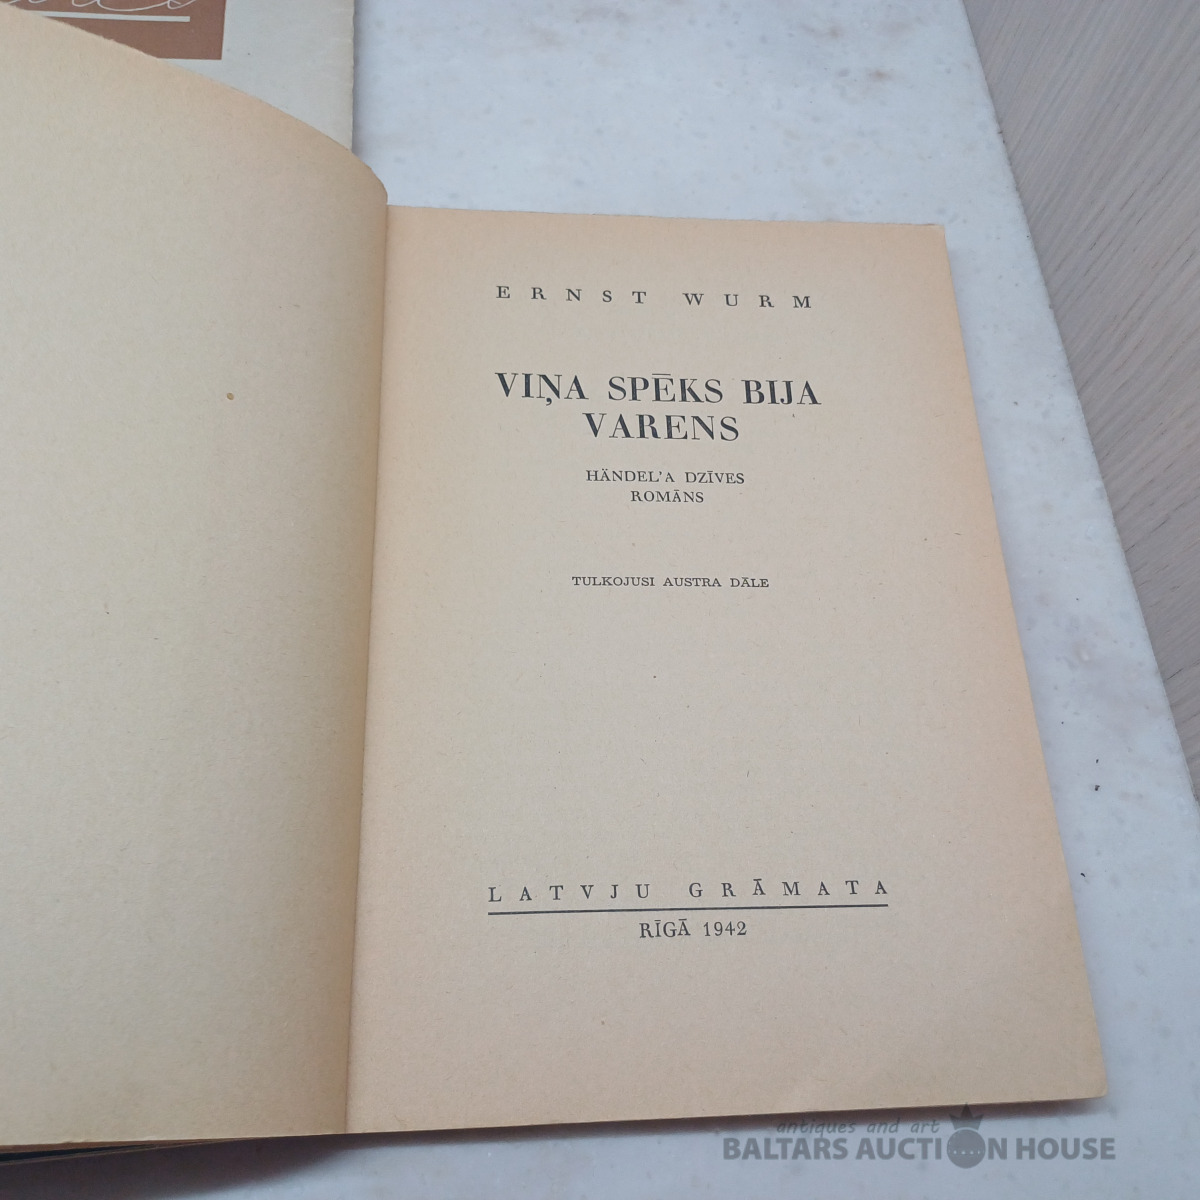 ERNST WURM
VIŅA SPĒKS BIJA
VARENS
HÄNDEL'A DZĪVES
ROMĀNS
TULKOJUSI AUSTRA DĀLE
LATVJU GRĀMATA
RĪGĀ 1942
antiques and art
BALTARS AUCTION HOUSE